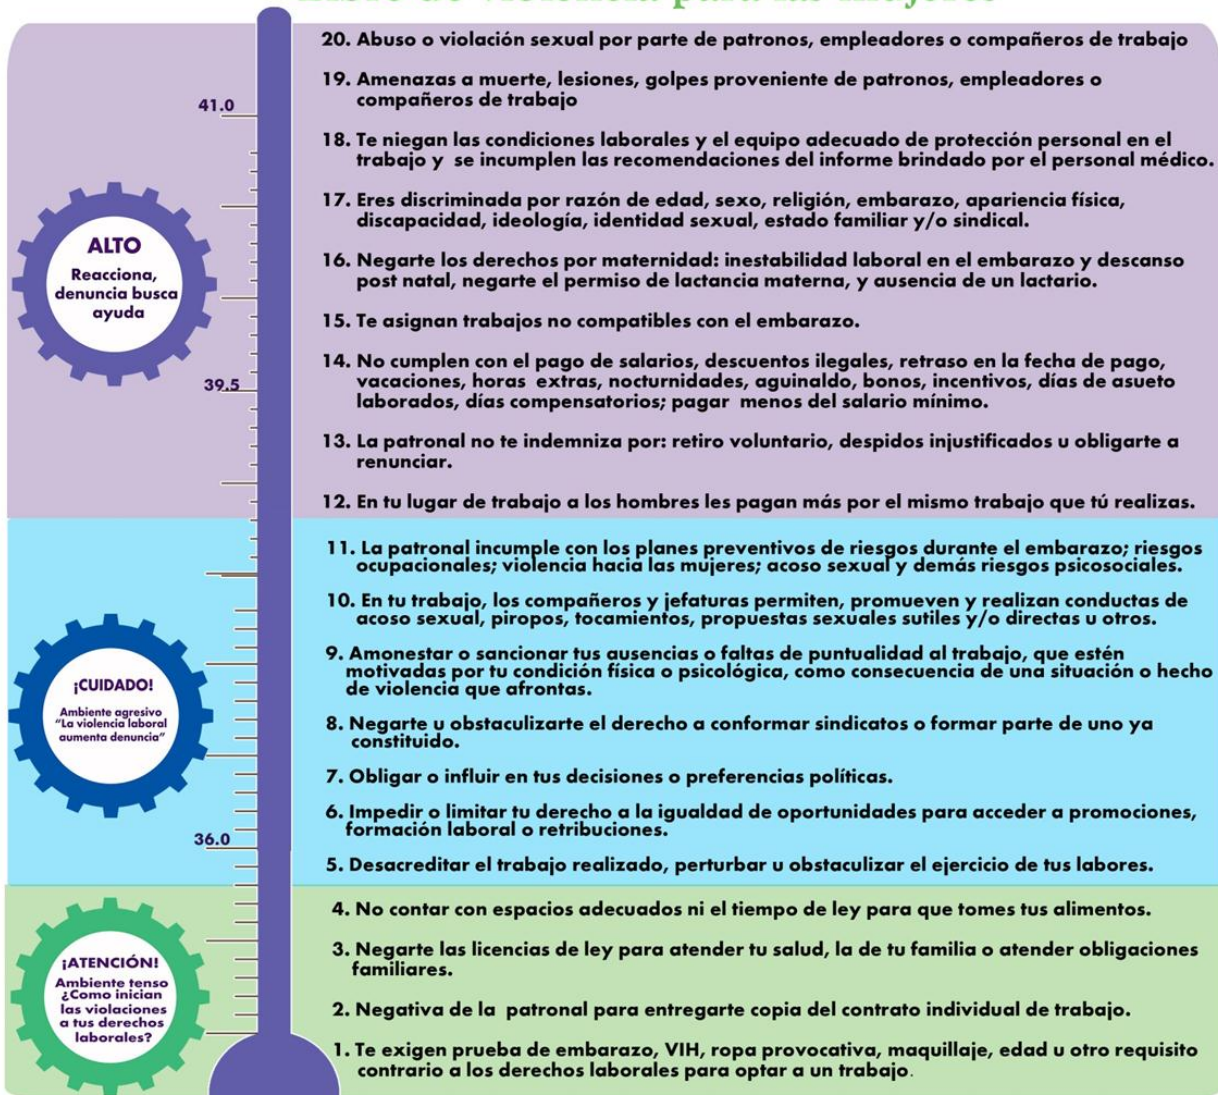 de violencia para las mujeres
20. Abuso o violación sexual por parte de patronos, empleadores o compañeros de trabajo
19. Amenazas a muerte, lesiones, golpes proveniente de patronos, empleadores o
compañeros de trabajo
41.0
18. Te niegan las condiciones laborales y el equipo adecuado de protección personal en el
trabajo y se incumplen las recomendaciones del informe brindado por el personal médico.
17. Eres discriminada por razón de edad, sexo, religión, embarazo, apariencia física,
discapacidad, ideología, identidad sexual, estado familiar y/o sindical.
ALTO
Reacciona,
denuncia busca
ayuda
16. Negarte los derechos por maternidad: inestabilidad laboral en el embarazo y descanso
post natal, negarte el permiso de lactancia materna, y ausencia de un lactario.
15. Te asignan trabajos no compatibles con el embarazo.
14. No cumplen con el pago de salarios, descuentos ilegales, retraso en la fecha de pago,
vacaciones, horas extras, nocturnidades, aguinaldo, bonos, incentivos, días de asueto
laborados, días compensatorios; pagar menos del salario mínimo.
39.5
13. La patronal no te indemniza por: retiro voluntario, despidos injustificados u obligarte a
renunciar.
12. En tu lugar de trabajo a los hombres les pagan más por el mismo trabajo que tú realizas.
11. La patronal incumple con los planes preventivos de riesgos durante el embarazo; riesgos
ocupacionales; violencia hacia las mujeres; acoso sexual y demás riesgos psicosociales.
10. En tu trabajo, los compañeros y jefaturas permiten, promueven y realizan conductas de
acoso sexual, piropos, tocamientos, propuestas sexuales sutiles y/o directas u otros.
9. Amonestar o sancionar tus ausencias o faltas de puntualidad al trabajo, que estén
motivadas por tu condición física o psicológica, como consecuencia de una situación o hecho
de violencia que afrontas.
¡CUIDADO!
Ambiente agresivo
“La violencia laboral
aumenta denuncia”
8. Negarte u obstaculizarte el derecho a conformar sindicatos o formar parte de uno ya
constituido.
7. Obligar o influir en tus decisiones o preferencias políticas.
6. Impedir o limitar tu derecho a la igualdad de oportunidades para acceder a promociones,
formación laboral o retribuciones.
36.0
5. Desacreditar el trabajo realizado, perturbar u obstaculizar el ejercicio de tus labores.
4. No contar con espacios adecuados ni el tiempo de ley para que tomes tus alimentos.
3. Negarte las licencias de ley para atender tu salud, la de tu familia o atender obligaciones
familiares.
¡ATENCIÓN!
Ambiente tenso
¿Como inician
las violaciones
a tus derechos
laborales?
2. Negativa de la patronal para entregarte copia del contrato individual de trabajo.
1. Te exigen prueba de embarazo, VIH, ropa provocativa, maquillaje, edad u otro requisito
contrario a los derechos laborales para optar a un trabajo.